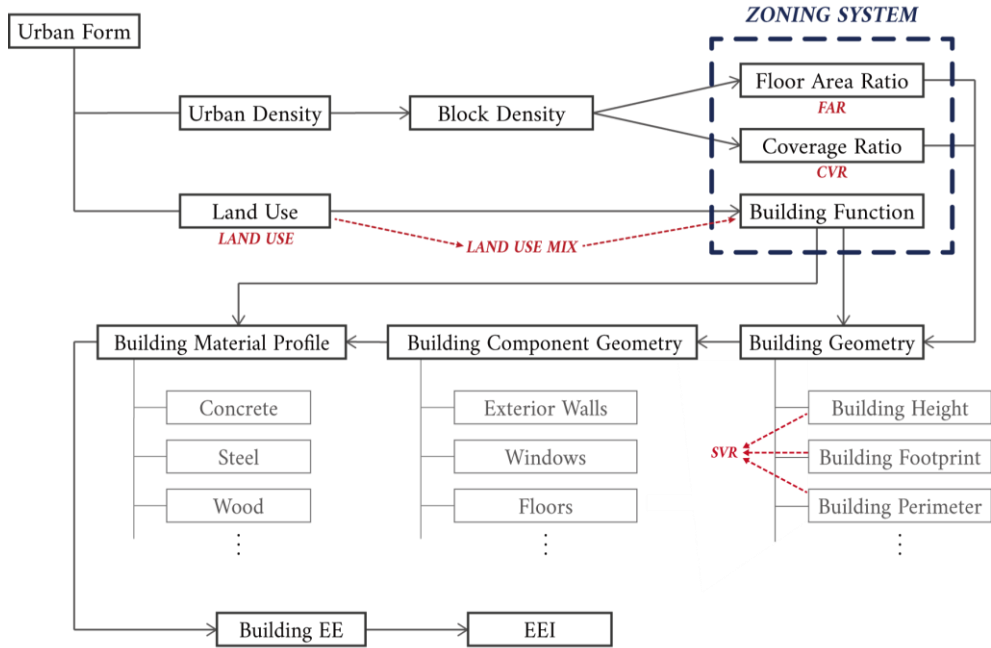 ZONING SYSTEM
Urban Form
Floor Area Ratio
FAR
Urban Density
Block Density
Coverage Ratio
CVR
Land Use
LAND USE
LAND USE MIX
Building Function
Building Material Profile
Building Component Geometry
Building Geometry
Concrete
Exterior Walls
Building Height
Steel
Windows
SVR
Building Footprint
Wood
Floors
Building Perimeter
Building EE
EEI